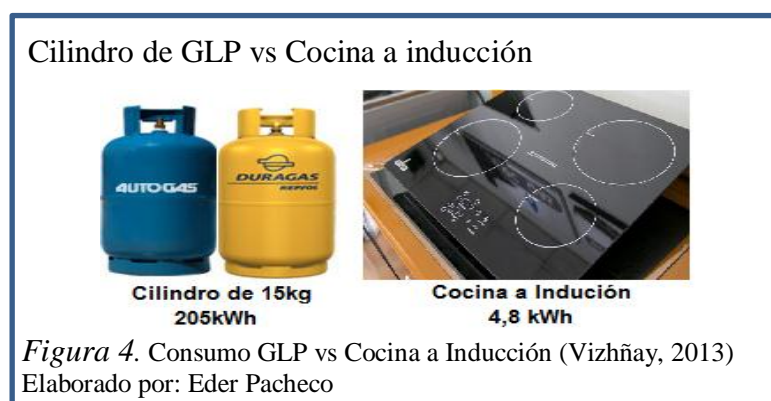 Cilindro de GLP vs Cocina a inducción
AUTOGAS
DURAGAS
REPSOL
Cilindro de 15kg
205kWh
Cocina a Indución
4,8 kWh
Figura 4. Consumo GLP vs Cocina a Inducción (Vizhñay, 2013)
Elaborado por: Eder Pacheco